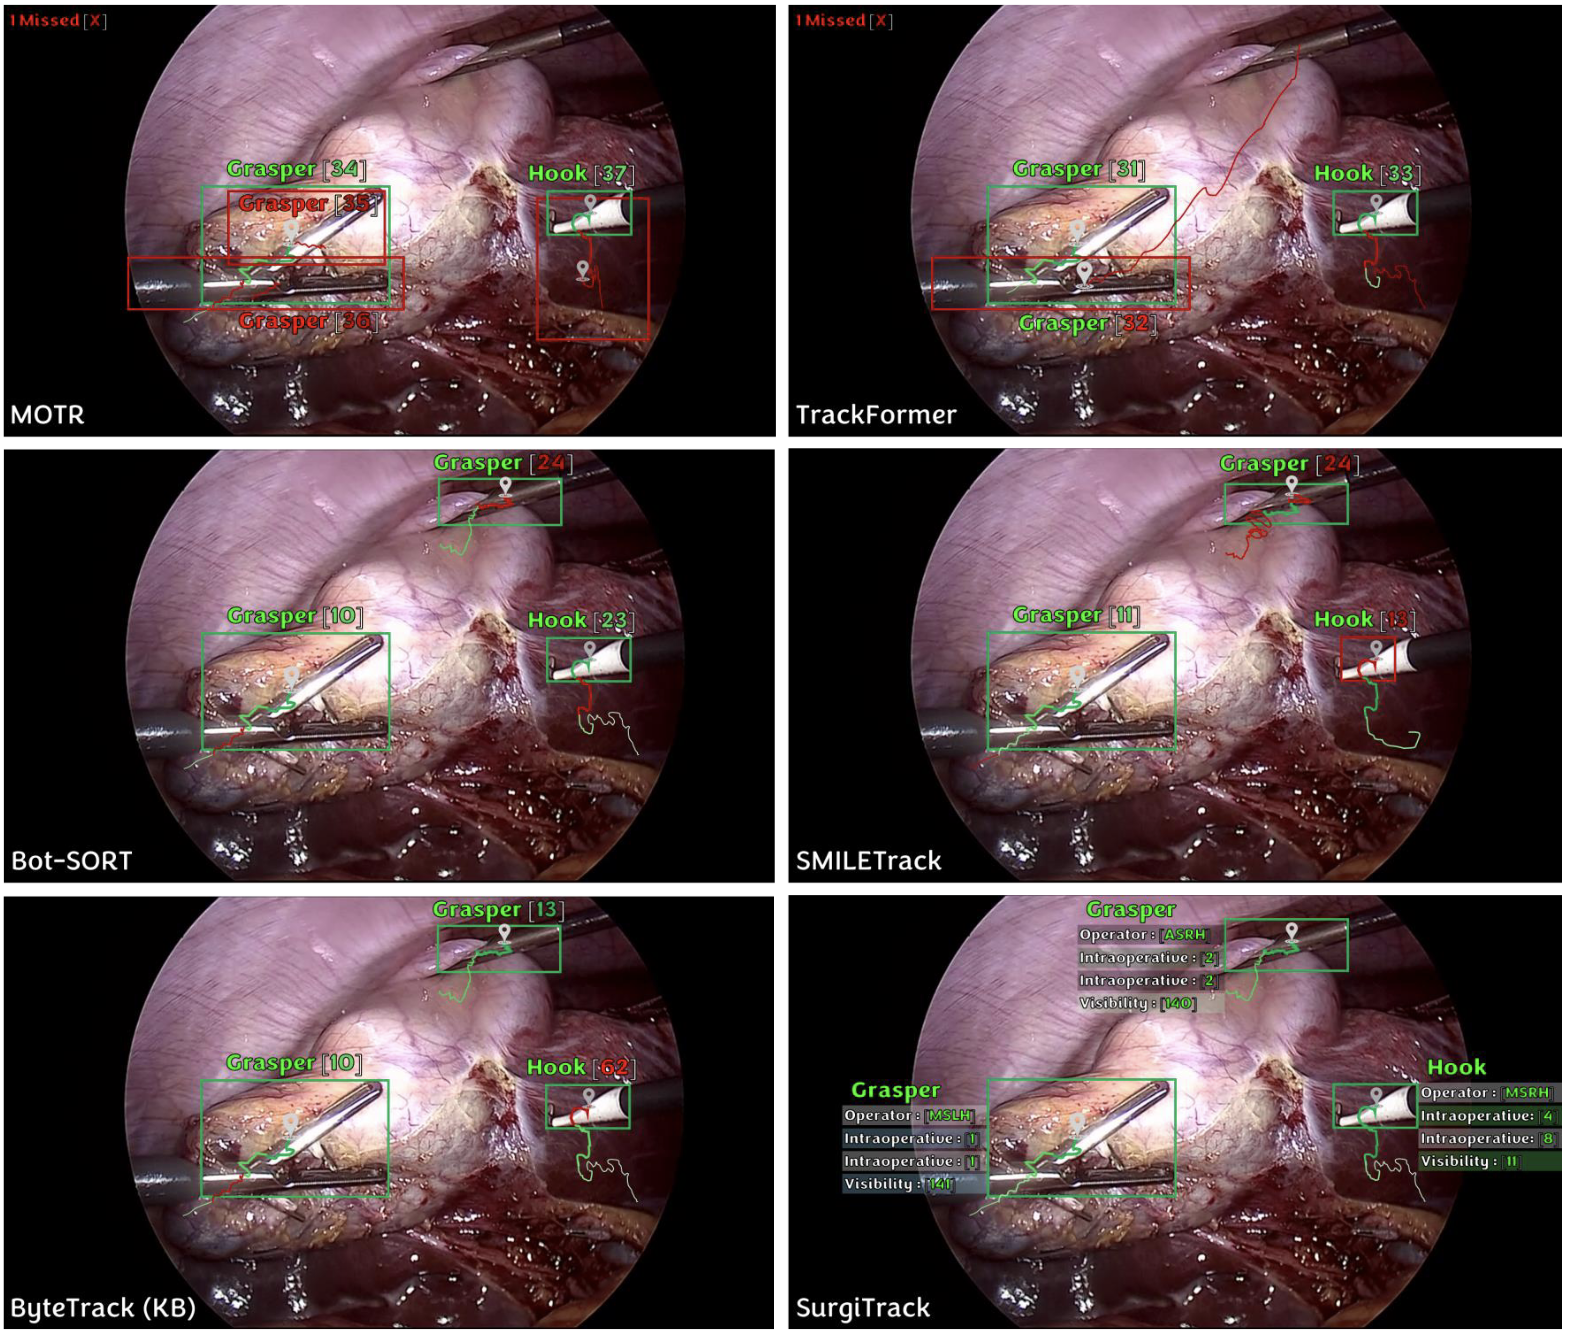 1 Missed [X]
Grasper [34]
Grasper [35]
Hook [37]
Grasper [36]
MOTR
1 Missed [X]
Grasper [31]
Hook [33]
Grasper [32]
TrackFormer
Grasper [24]
Grasper [10]
Hook [23]
Bot-SORT
Grasper [24]
Grasper [11]
Hook [13]
SMILETrack
Grasper [13]
Grasper [10]
Hook [62]
ByteTrack (KB)
Grasper
Operator : [ASRH]
Intraoperative : [2]
Intraoperative : [2]
Visibility : [140]
Grasper
Operator : [MSLH]
Intraoperative : [1]
Intraoperative : [1]
Visibility : [141]
Hook
Operator : [MSRH]
Intraoperative: [4]
Intraoperative: [8]
Visibility : [11]
SurgiTrack